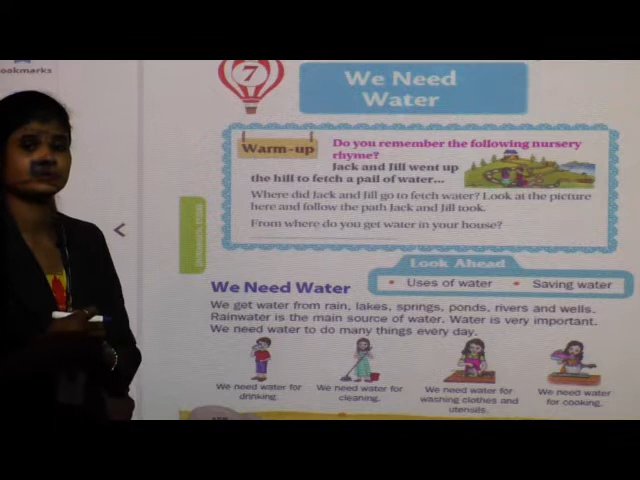 ookmarks
7
We Need
Water
Warm-up
Do you remember the following nursery
rhyme?
Jack and Jill went up
the hill to fetch a pail of water...
Where did Jack and Jill go to fetch water? Look at the picture
here and follow the path Jack and Jill took.
From where do you get water in your house?
Look Ahead
• Uses of water • Saving water
We Need Water
We get water from rain, lakes, springs, ponds, rivers and wells.
Rainwater is the main source of water. Water is very important.
We need water to do many things every day.
We need water for
drinking.
We need water for
cleaning.
We need water for
washing clothes and
utensils.
We need water
for cooking.